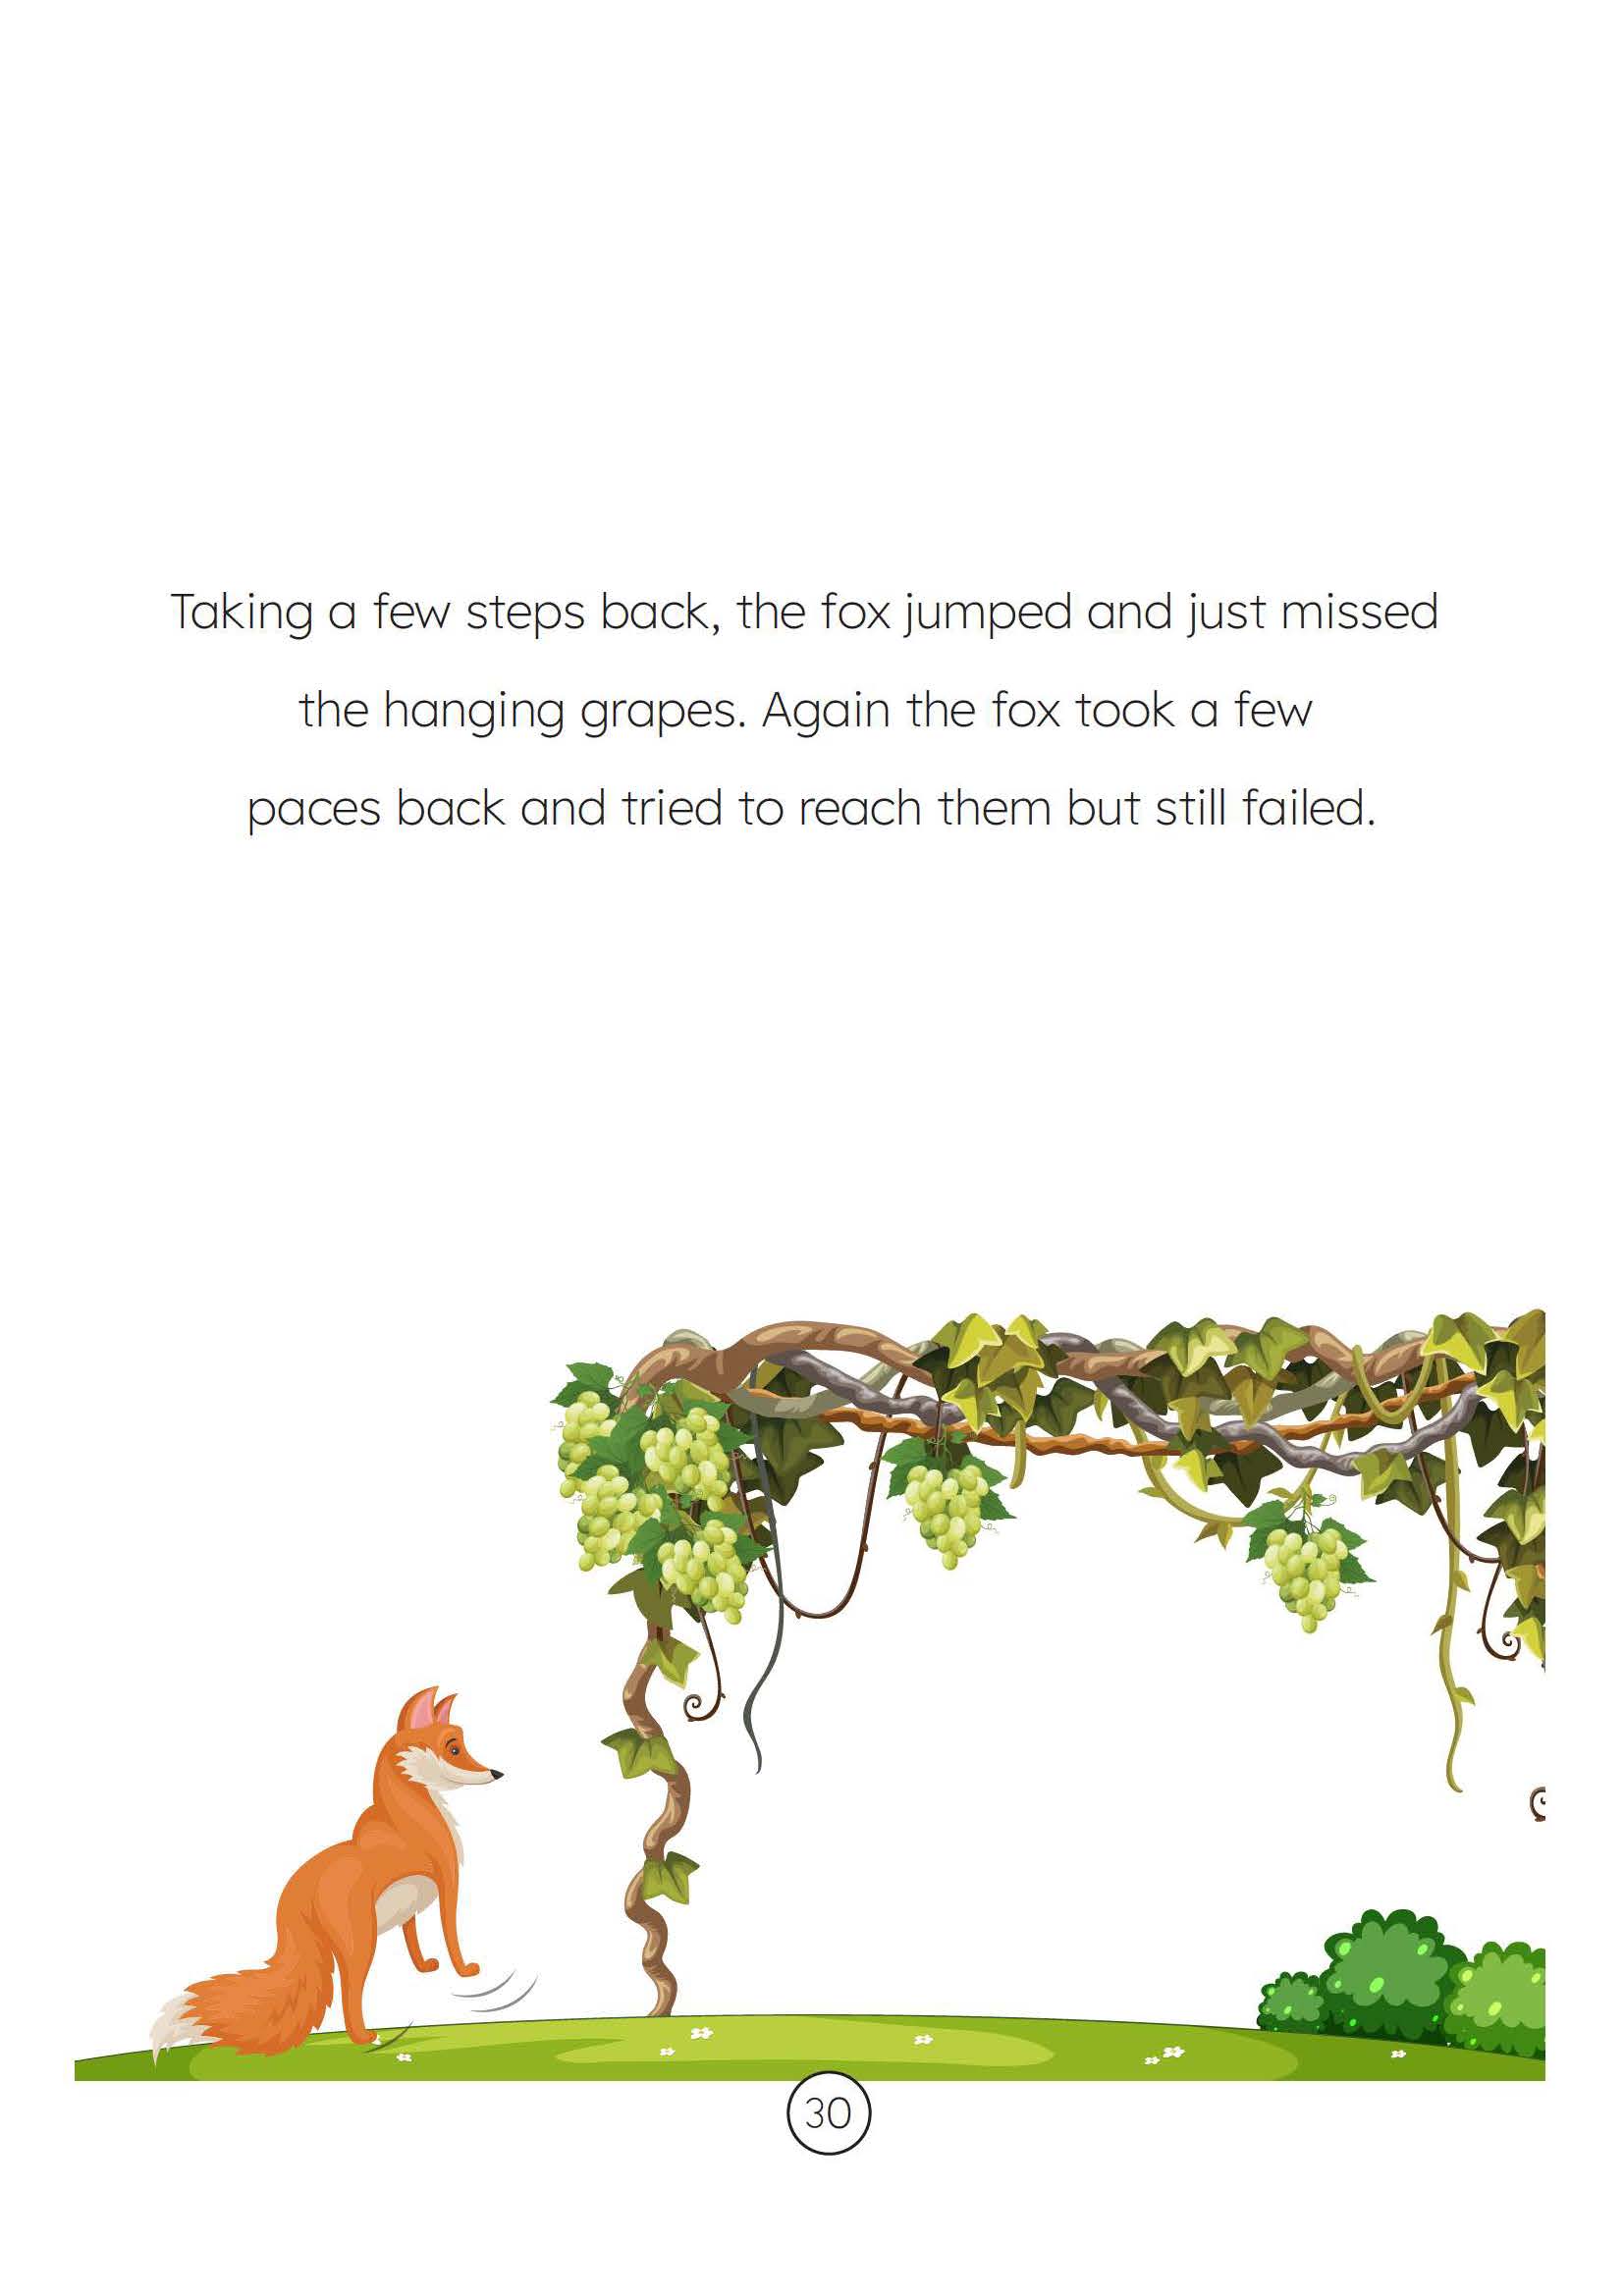 Taking a few steps back, the fox jumped and just missed
the hanging grapes. Again the fox took a few
paces back and tried to reach them but still failed.
30